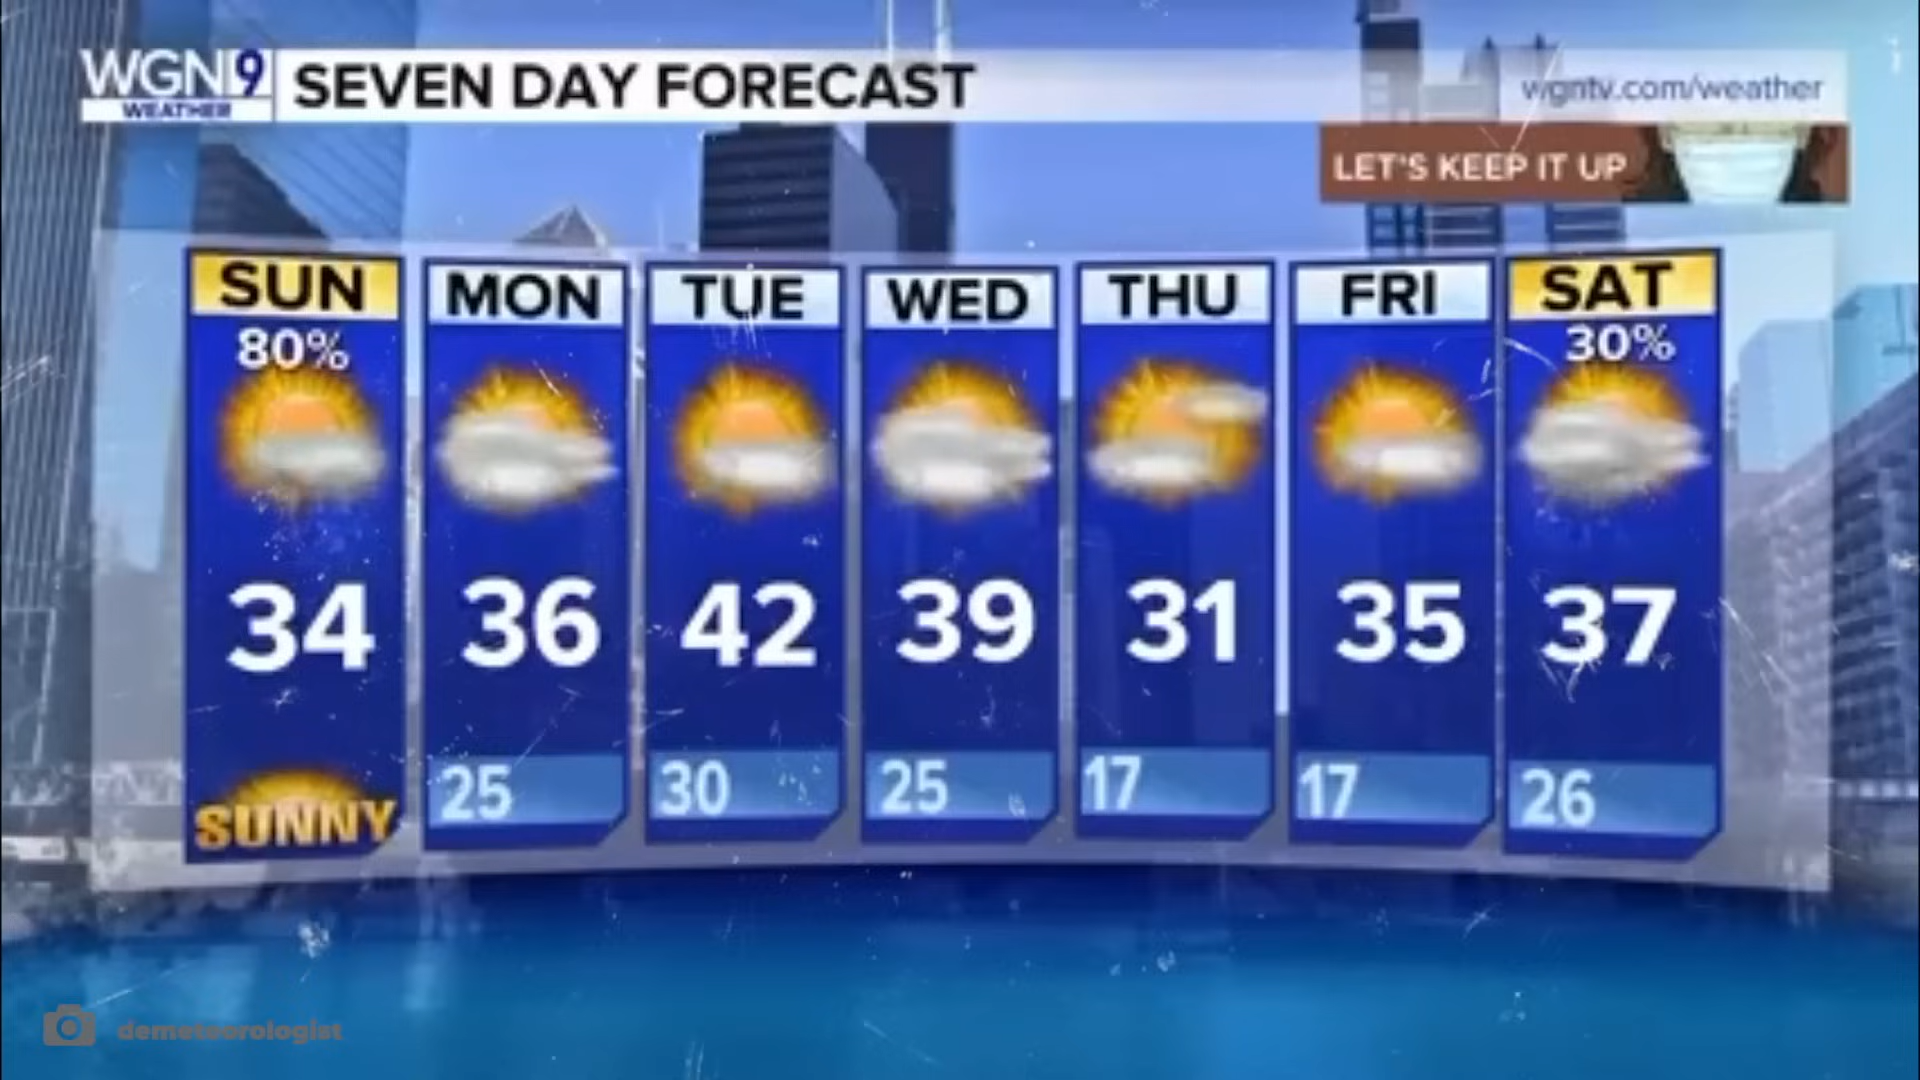 WGN9
WEATHER
SEVEN DAY FORECAST
wgntv.com/weather
LET'S KEEP IT UP
SUN MON TUE WED THU FRI SAT
80% 30%
34 36 42 39 31 35 37
SUNNY 25 30 25 17 17 26
demeteorologist